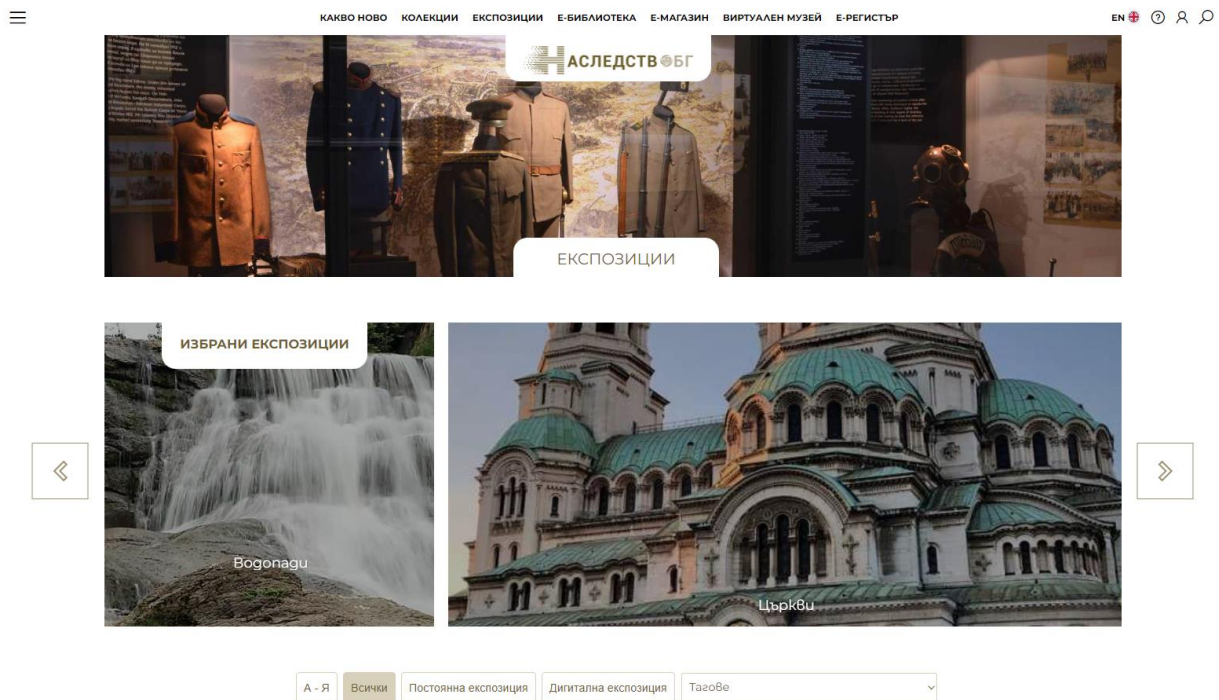 КАКВО НОВО КОЛЕКЦИИ ЕКСПОЗИЦИИ Е-БИБЛИОТЕКА Е-МАГАЗИН ВИРТУАЛЕН МУЗЕЙ Е-РЕГИСТЪР EN
НАСЛЕДСТВОБГ
ЕКСПОЗИЦИИ
ИЗБРАНИ ЕКСПОЗИЦИИ
Водопади
Църкви
А - Я Всички Постоянна експозиция Дигитална експозиция Тагове